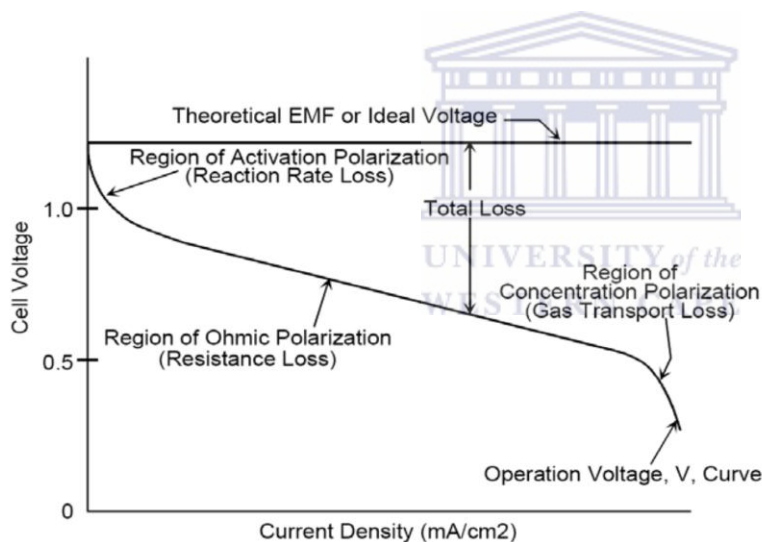 Theoretical EMF or Ideal Voltage
Region of Activation Polarization
(Reaction Rate Loss)
1.0
Total Loss
UNIVERSITY of the
WESTERN CAPE
Region of
Concentration Polarization
(Gas Transport Loss)
Cell Voltage
Region of Ohmic Polarization
(Resistance Loss)
0.5
Operation Voltage, V, Curve
0
Current Density (mA/cm2)